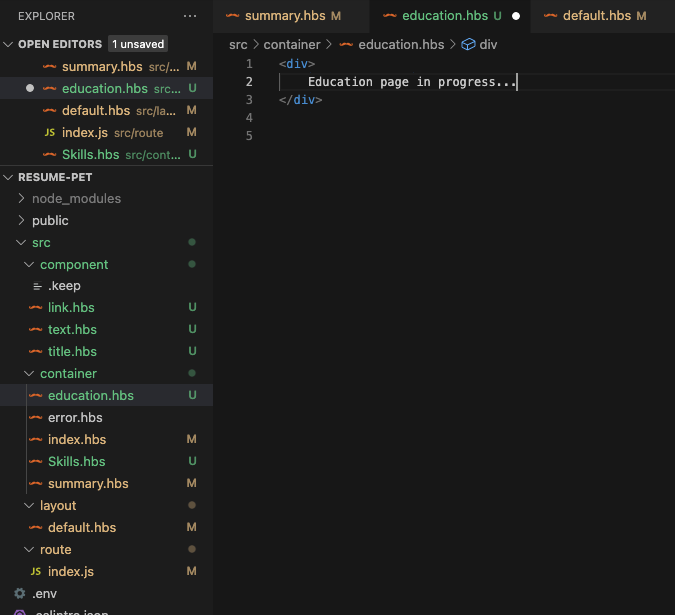 EXPLORER ...
OPEN EDITORS 1 unsaved
summary.hbs src/... M
education.hbs src... U
default.hbs src/la... M
JS index.js src/route M
Skills.hbs src/cont... U
RESUME-PET
node_modules
public
src
component
.keep
link.hbs U
text.hbs U
title.hbs U
container
education.hbs U
error.hbs
index.hbs M
Skills.hbs U
summary.hbs M
layout
default.hbs M
route
JS index.js M
.env
summary.hbs M education.hbs U default.hbs M
src > container > education.hbs > div
1 <div>
2 Education page in progress...
3 </div>
4
5